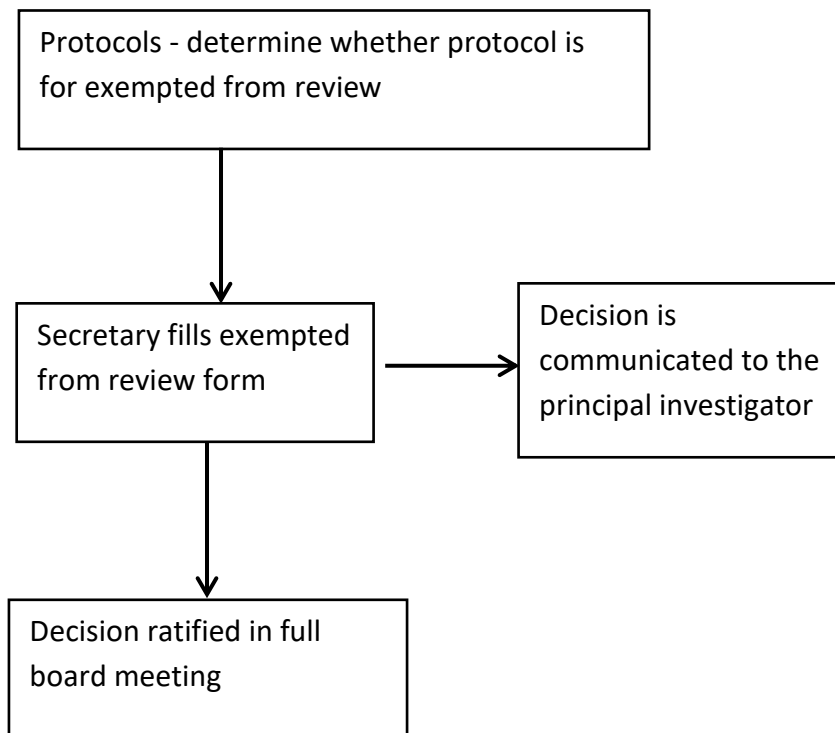 Protocols - determine whether protocol is
for exempted from review
Secretary fills exempted
from review form
Decision is
communicated to the
principal investigator
Decision ratified in full
board meeting